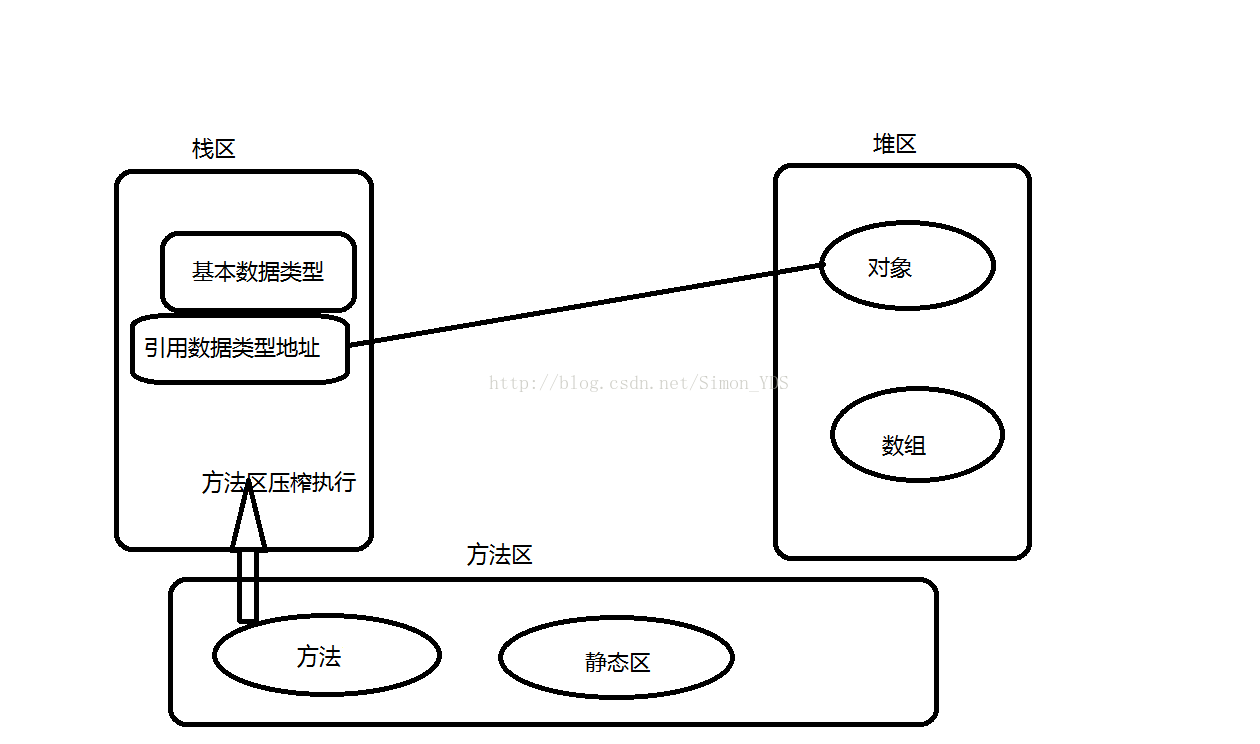 栈区
堆区
基本数据类型
对象
引用数据类型地址
http://blog.csdn.net/Simon_YDS
数组
方法区压榨执行
方法区
方法
静态区